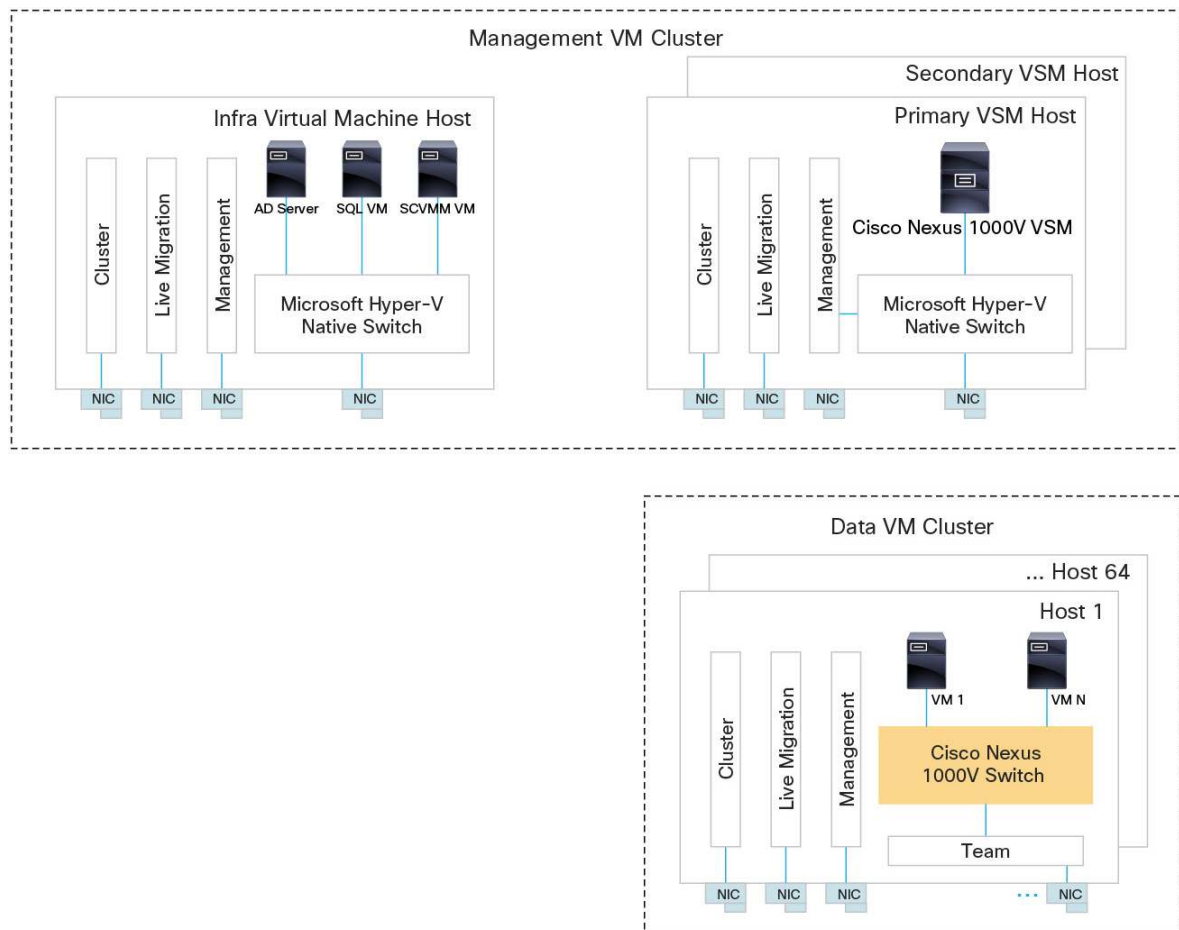 Management VM Cluster
Infra Virtual Machine Host
AD Server
SQL VM
SCVMM VM
Cluster
Live Migration
Management
Microsoft Hyper-V
Native Switch
NIC
NIC
NIC
NIC
Secondary VSM Host
Primary VSM Host
Cisco Nexus 1000V VSM
Cluster
Live Migration
Management
Microsoft Hyper-V
Native Switch
NIC
NIC
NIC
NIC
Data VM Cluster
... Host 64
Host 1
VM 1
VM N
Cluster
Live Migration
Management
Cisco Nexus
1000V Switch
Team
NIC
NIC
NIC
...
NIC